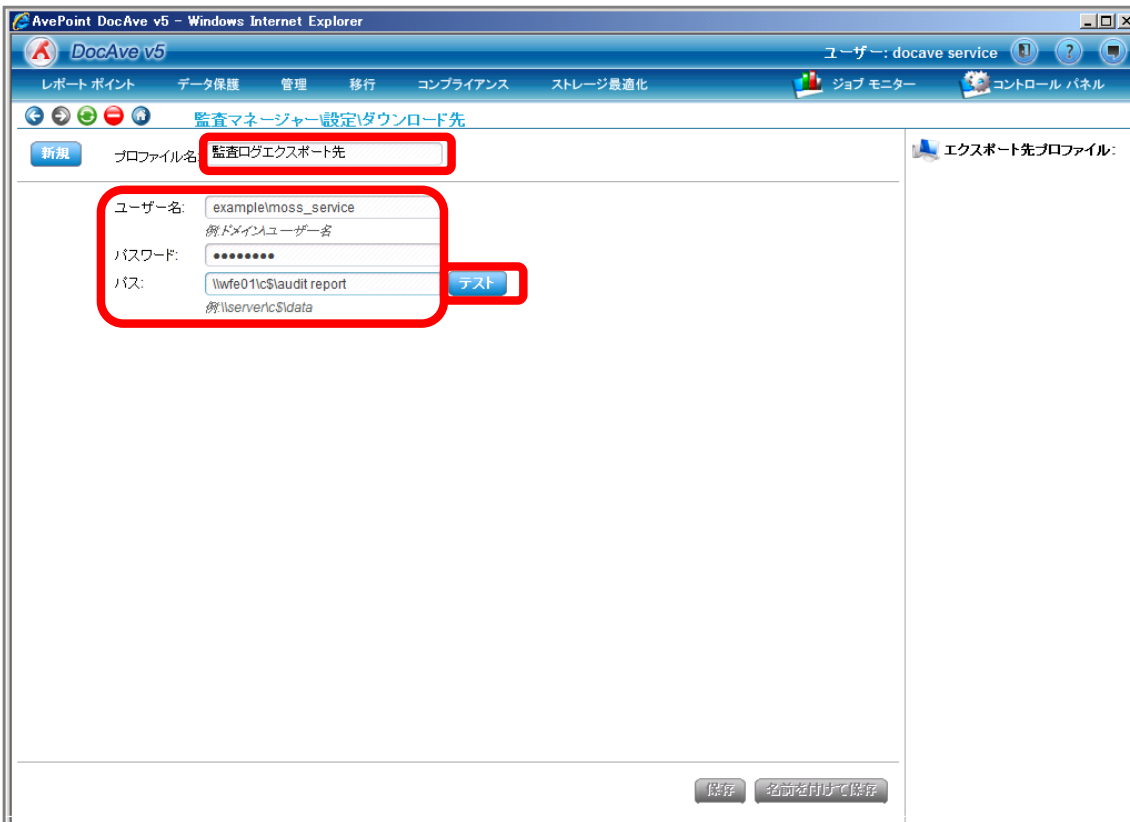 AvePoint DocAve v5 - Windows Internet Explorer
DocAve v5
ユーザー: docave service
レポート ポイント データ保護 管理 移行 コンプライアンス ストレージ最適化 ジョブ モニター コントロール パネル
監査マネージャー\設定\ダウンロード先
新規 プロファイル名: 監査ログエクスポート先
エクスポート先プロファイル:
ユーザー名: example\moss_service
例:ドメイン\ユーザー名
パスワード: ••••••••
パス: \\wfe01\c$\audit report テスト
例:\\server\c$\data
保存 名前を付けて保存